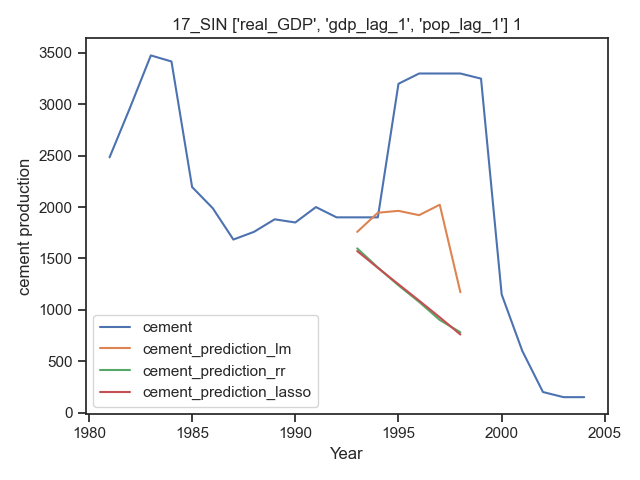 17_SIN ['real_GDP', 'gdp_lag_1', 'pop_lag_1'] 1
3500
3000
2500
2000
1500
1000
500
0
cement production
cement
cement_prediction_lm
cement_prediction_rr
cement_prediction_lasso
1980 1985 1990 1995 2000 2005
Year